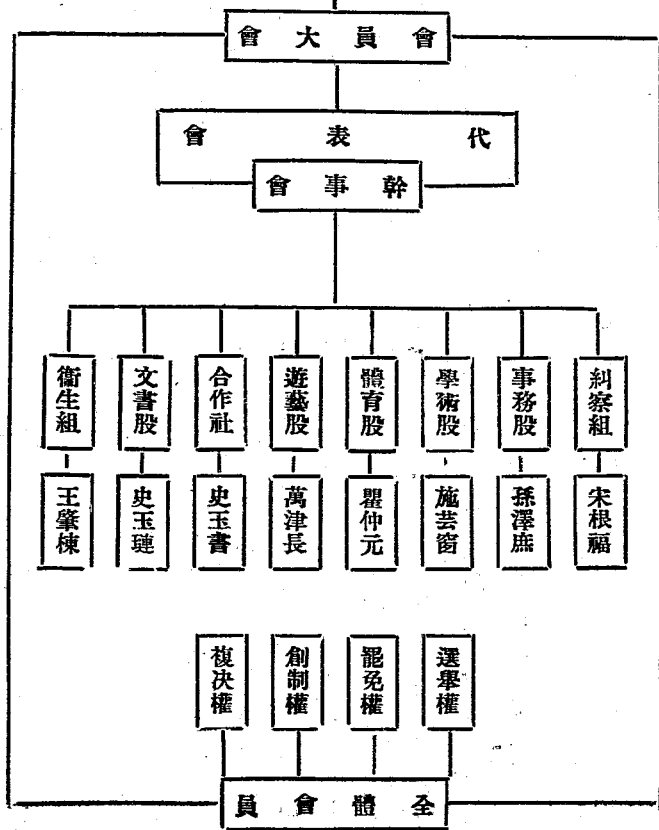 會員大會
代表會
幹事會
糾察組
事務股
學術股
體育股
遊藝股
合作社
文書股
衞生組
宋根福
孫澤庶
施芸窗
瞿仲元
萬津長
史玉書
史玉璉
王肇棟
選舉權
罷免權
創制權
複决權
全體會員